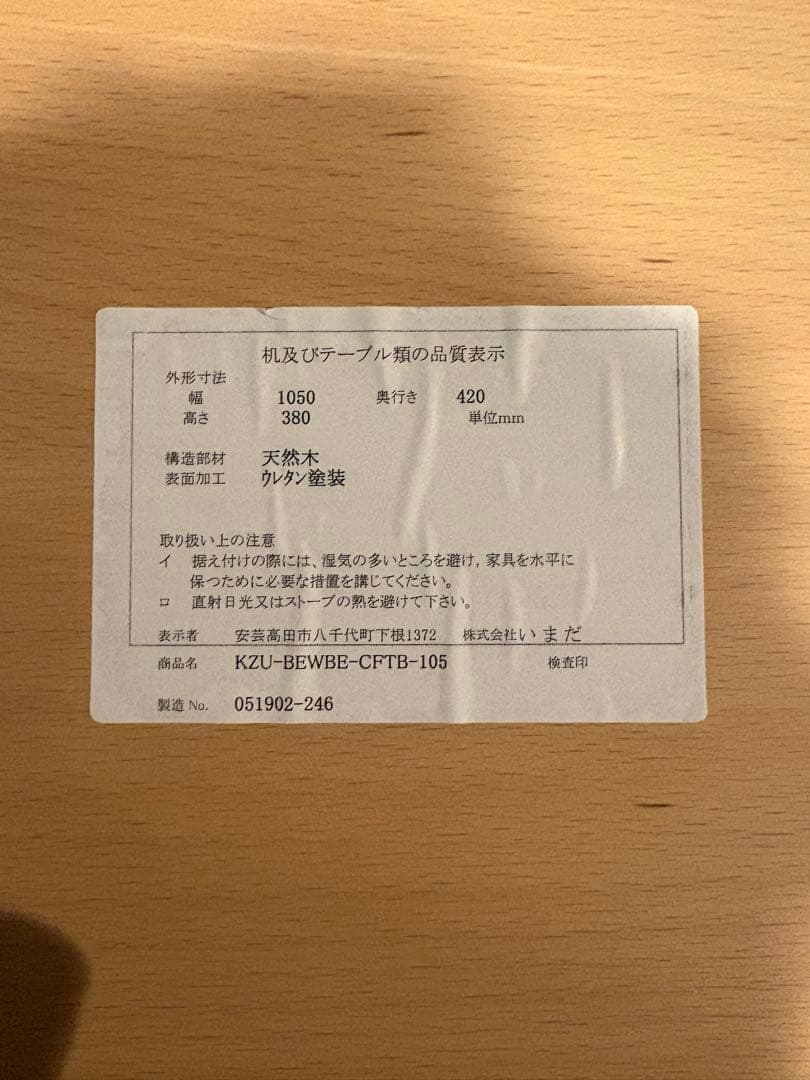 机及びテーブル類の品質表示
外形寸法
幅 1050 奥行き 420
高さ 380 単位mm
構造部材 天然木
表面加工 ウレタン塗装
取り扱い上の注意
イ 据え付けの際には、湿気の多いところを避け,家具を水平に
保つために必要な措置を講じてください。
ロ 直射日光又はストーブの熱を避けて下さい。
表示者 安芸高田市八千代町下根1372 株式会社いまだ
商品名 KZU-BEWBE-CFTB-105 検査印
製造 No. 051902-246